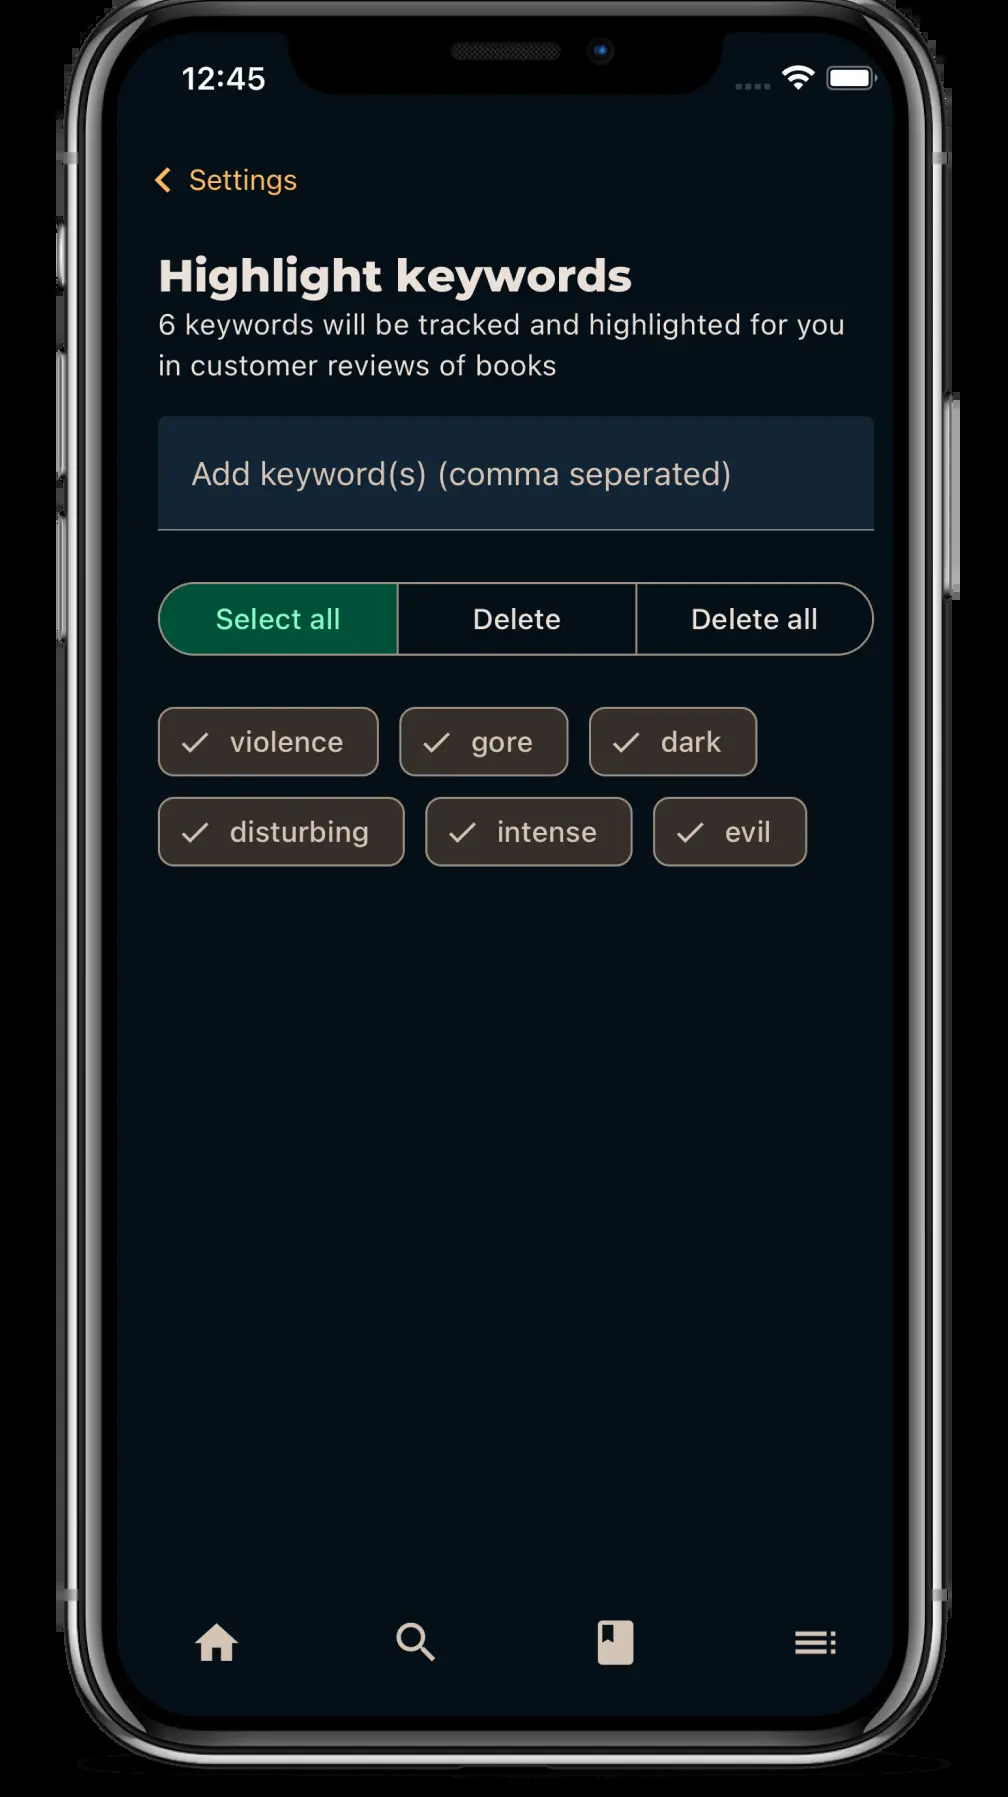 12:45
Settings
Highlight keywords
6 keywords will be tracked and highlighted for you
in customer reviews of books
Add keyword(s) (comma seperated)
Select all Delete Delete all
violence gore dark
disturbing intense evil